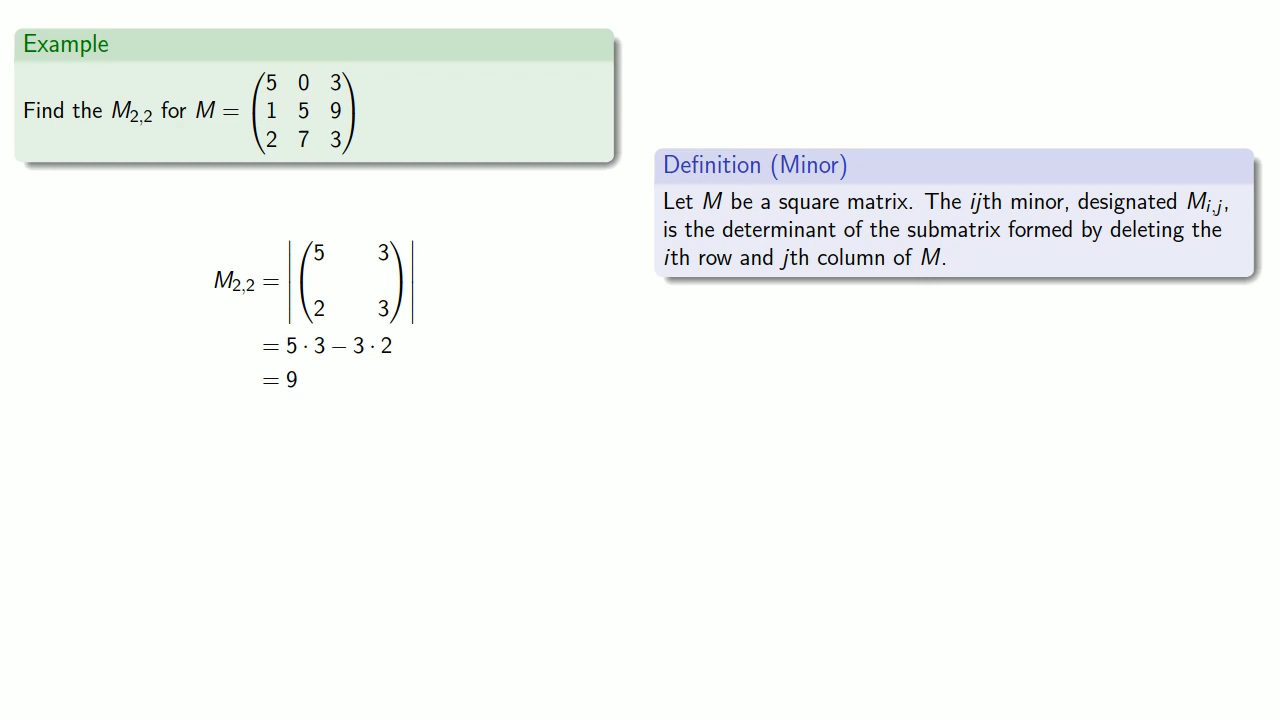 Example
Find the M2,2 for M = (5 0 3
1 5 9
2 7 3)
M2,2 = |(5 3
2 3)|
= 5 · 3 − 3 · 2
= 9
Definition (Minor)
Let M be a square matrix. The ijth minor, designated Mi,j,
is the determinant of the submatrix formed by deleting the
ith row and jth column of M.